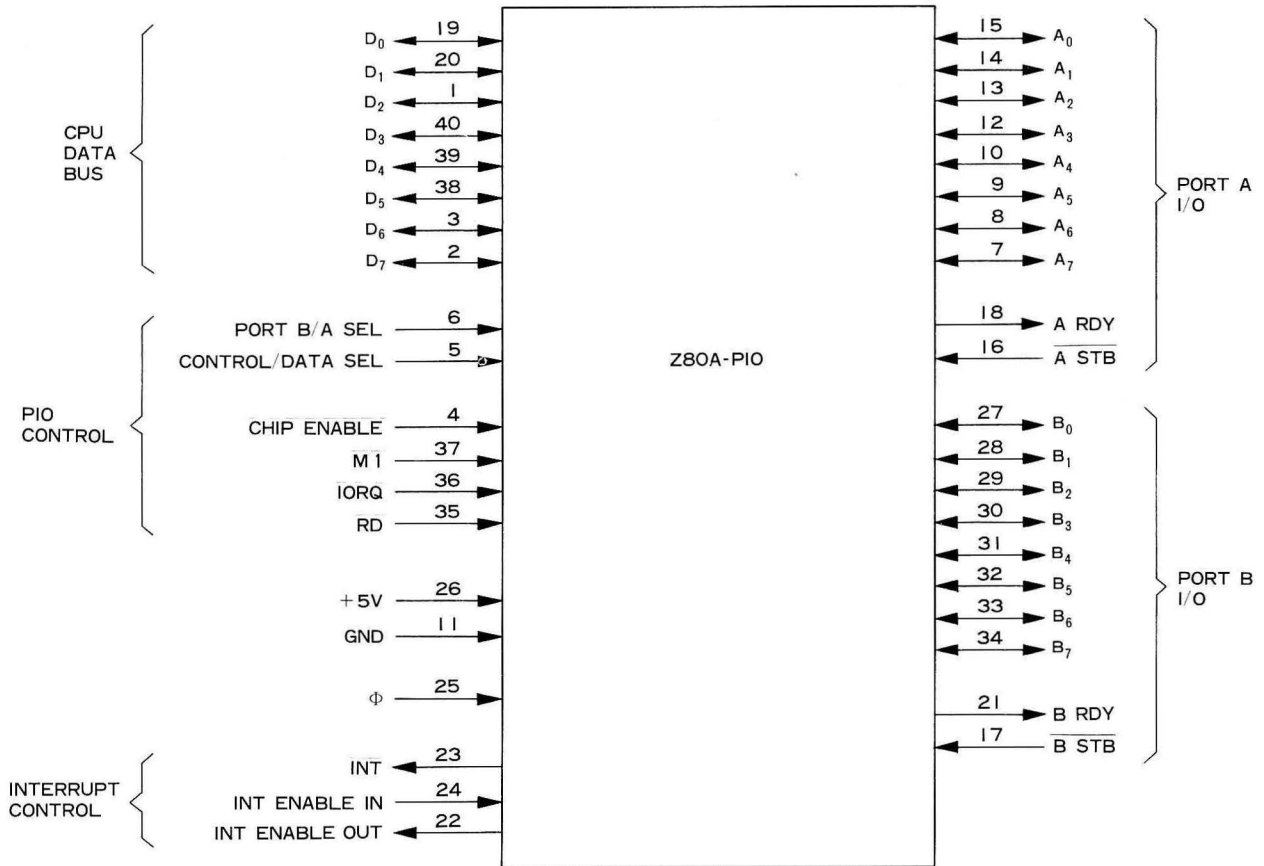 CPU
DATA
BUS
D₀ 19
D₁ 20
D₂ 1
D₃ 40
D₄ 39
D₅ 38
D₆ 3
D₇ 2
PIO
CONTROL
PORT B/A SEL 6
CONTROL/DATA SEL 5
CHIP ENABLE 4
M1 37
IORQ 36
RD 35
+5V 26
GND 11
Φ 25
INTERRUPT
CONTROL
INT 23
INT ENABLE IN 24
INT ENABLE OUT 22
Z80A-PIO
15 A₀
14 A₁
13 A₂
12 A₃
10 A₄
9 A₅
8 A₆
7 A₇
18 A RDY
16 A STB
PORT A
I/O
27 B₀
28 B₁
29 B₂
30 B₃
31 B₄
32 B₅
33 B₆
34 B₇
21 B RDY
17 B STB
PORT B
I/O